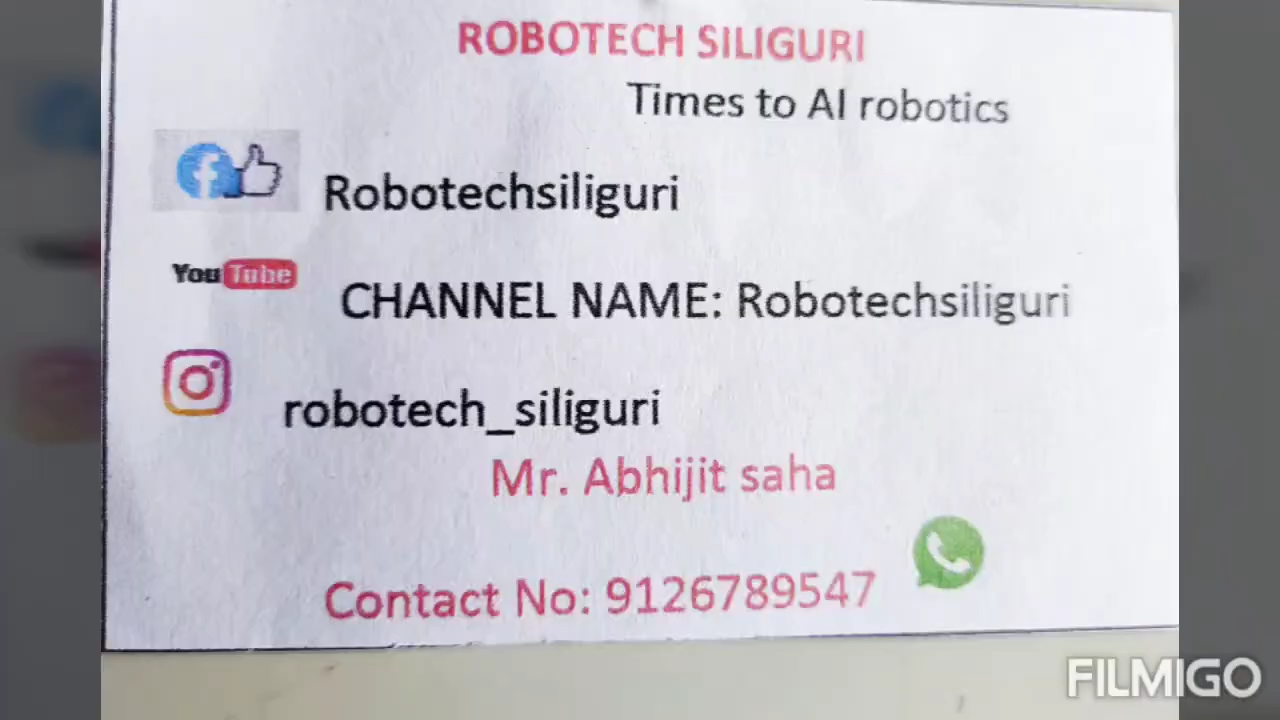 ROBOTECH SILIGURI
Times to AI robotics
Robotechsiliguri
YouTube
CHANNEL NAME: Robotechsiliguri
robotech_siliguri
Mr. Abhijit saha
Contact No: 9126789547
FILMIGO